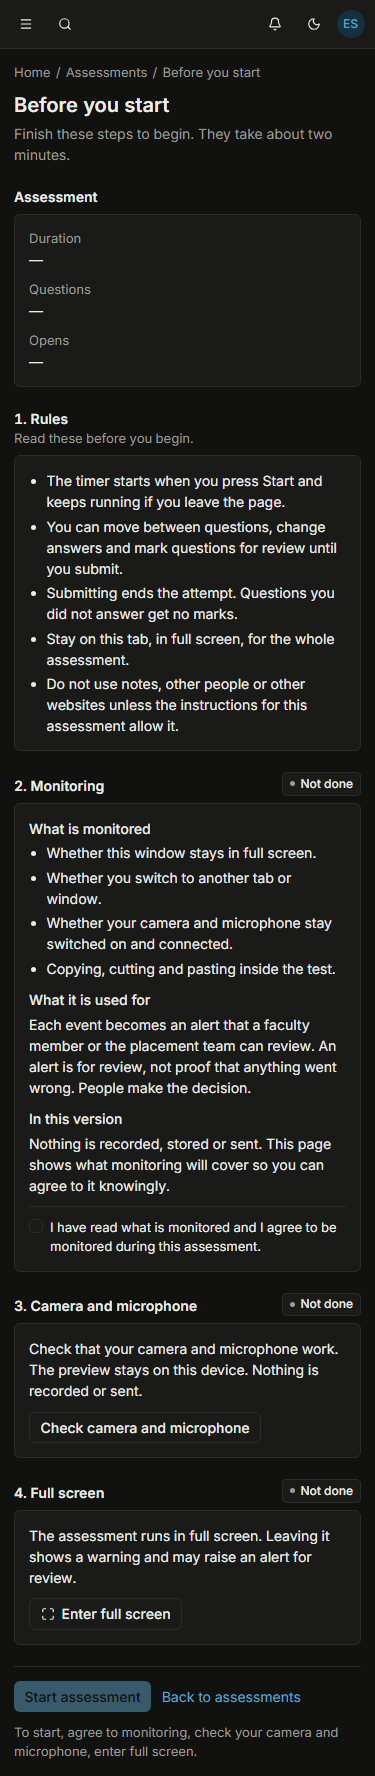 ES
Home / Assessments / Before you start
Before you start
Finish these steps to begin. They take about two
minutes.
Assessment
Duration
—
Questions
—
Opens
—
1. Rules
Read these before you begin.
• The timer starts when you press Start and
keeps running if you leave the page.
• You can move between questions, change
answers and mark questions for review until
you submit.
• Submitting ends the attempt. Questions you
did not answer get no marks.
• Stay on this tab, in full screen, for the whole
assessment.
• Do not use notes, other people or other
websites unless the instructions for this
assessment allow it.
2. Monitoring
Not done
What is monitored
• Whether this window stays in full screen.
• Whether you switch to another tab or
window.
• Whether your camera and microphone stay
switched on and connected.
• Copying, cutting and pasting inside the test.
What it is used for
Each event becomes an alert that a faculty
member or the placement team can review. An
alert is for review, not proof that anything went
wrong. People make the decision.
In this version
Nothing is recorded, stored or sent. This page
shows what monitoring will cover so you can
agree to it knowingly.
I have read what is monitored and I agree to be
monitored during this assessment.
3. Camera and microphone
Not done
Check that your camera and microphone work.
The preview stays on this device. Nothing is
recorded or sent.
Check camera and microphone
4. Full screen
Not done
The assessment runs in full screen. Leaving it
shows a warning and may raise an alert for
review.
Enter full screen
Start assessment
Back to assessments
To start, agree to monitoring, check your camera and
microphone, enter full screen.